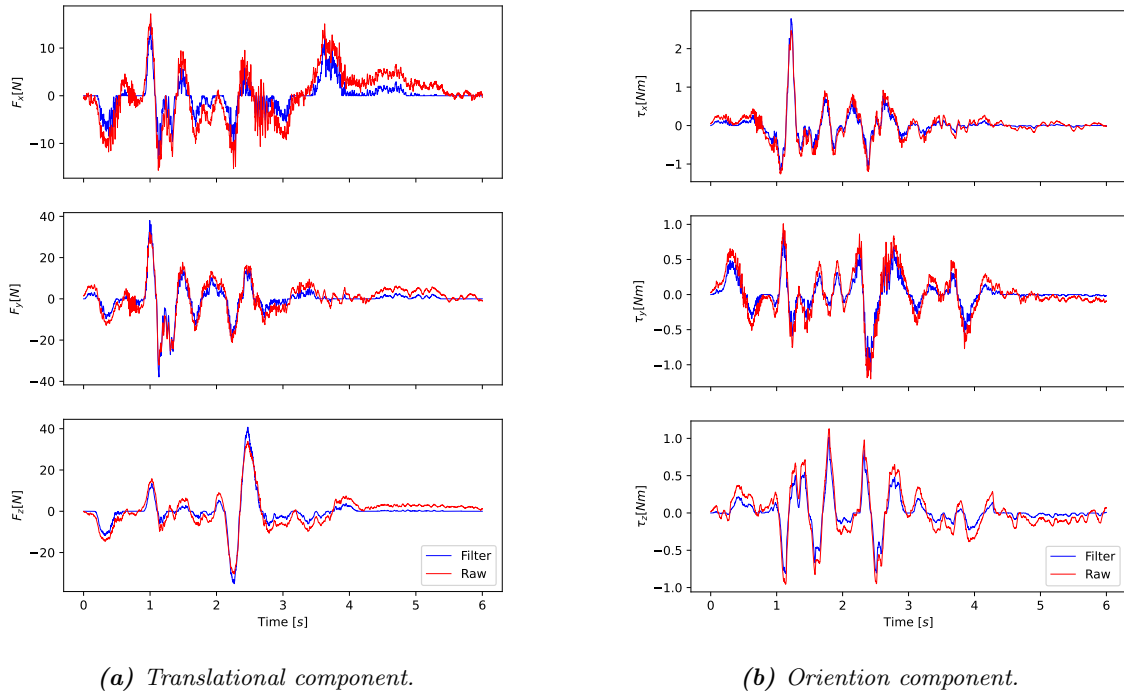 10
0
−10
F_x[N]
40
20
0
−20
−40
F_y[N]
40
20
0
−20
F_z[N]
Filter
Raw
0 1 2 3 4 5 6
Time [s]
2
1
0
−1
τ_x[Nm]
1.0
0.5
0.0
−0.5
−1.0
τ_y[Nm]
1.0
0.5
0.0
−0.5
−1.0
τ_z[Nm]
Filter
Raw
0 1 2 3 4 5 6
Time [s]
(a) Translational component.
(b) Oriention component.